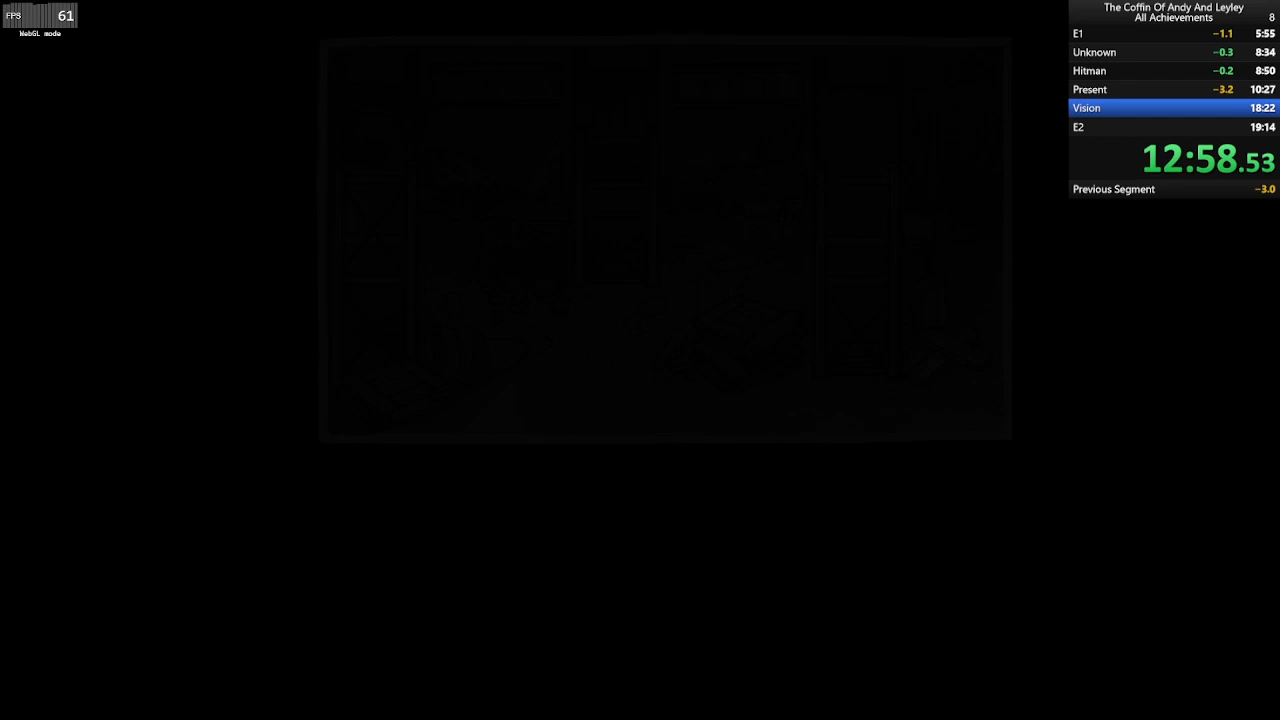 FPS 61
WebGL mode
The Coffin Of Andy And Leyley
All Achievements 8
E1 −1.1 5:55
Unknown −0.3 8:34
Hitman −0.2 8:50
Present −3.2 10:27
Vision 18:22
E2 19:14
12:58.53
Previous Segment −3.0